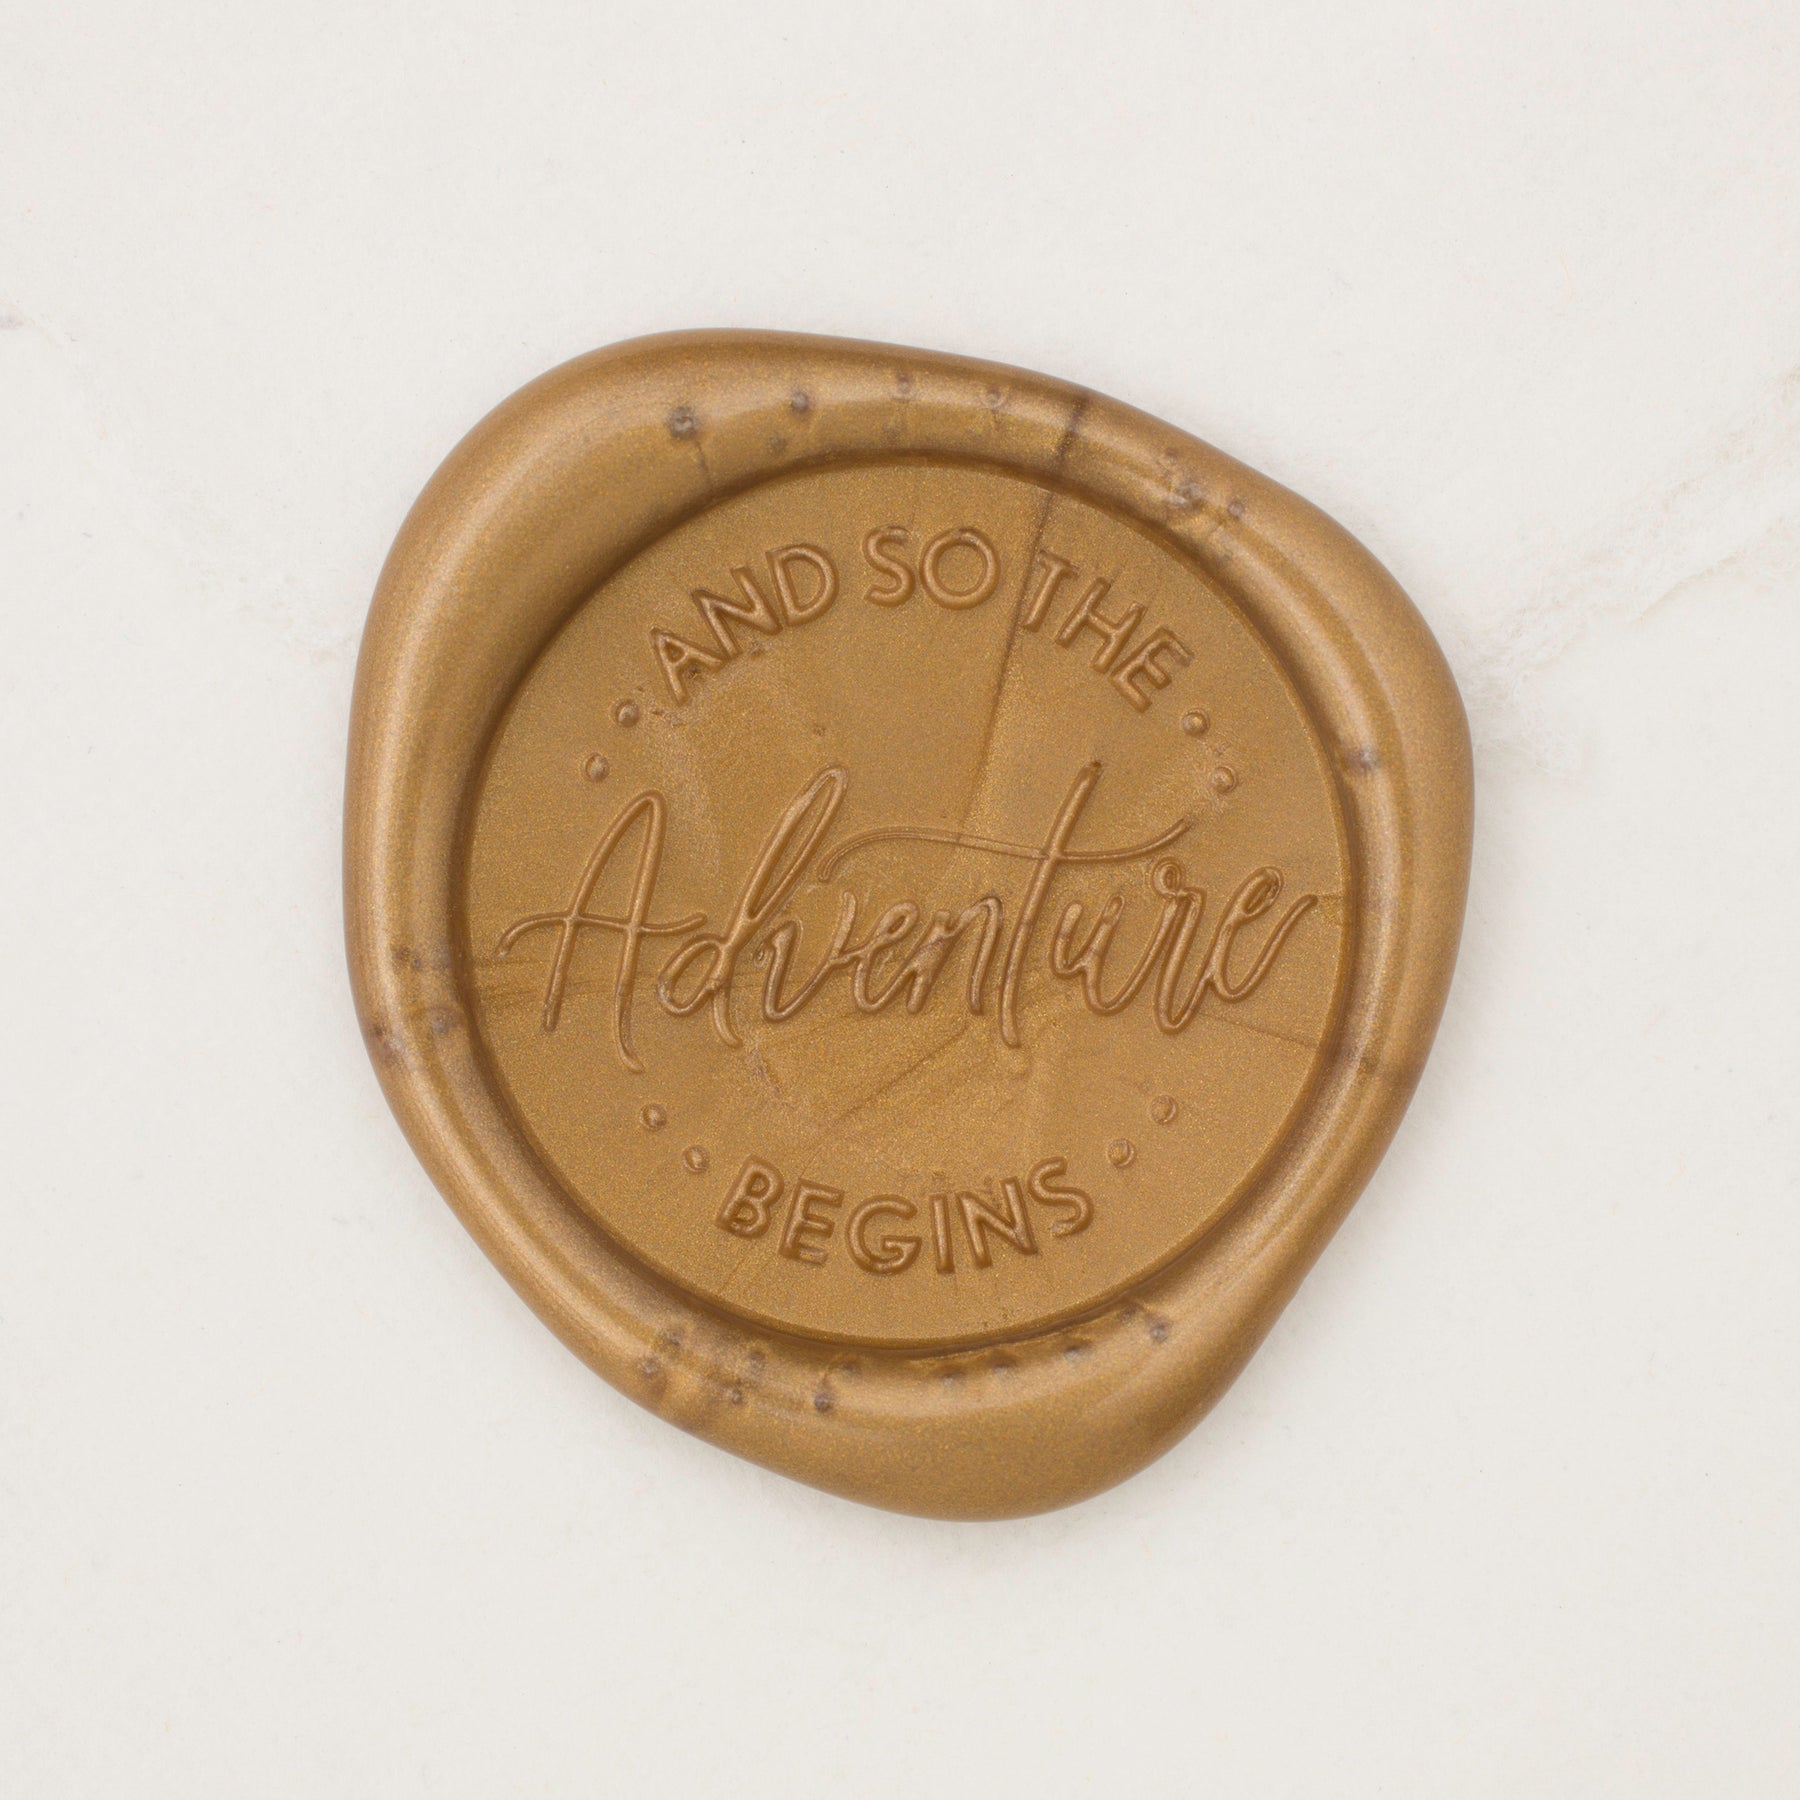 AND SO THE
Adventure
BEGINS